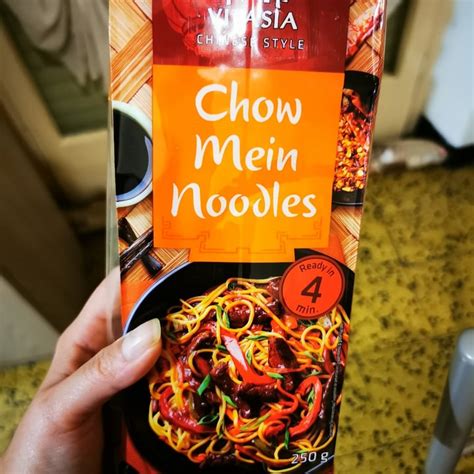 VITASIA
CHINESE STYLE
Chow
Mein
Noodles
Ready in
4
min.
250 g